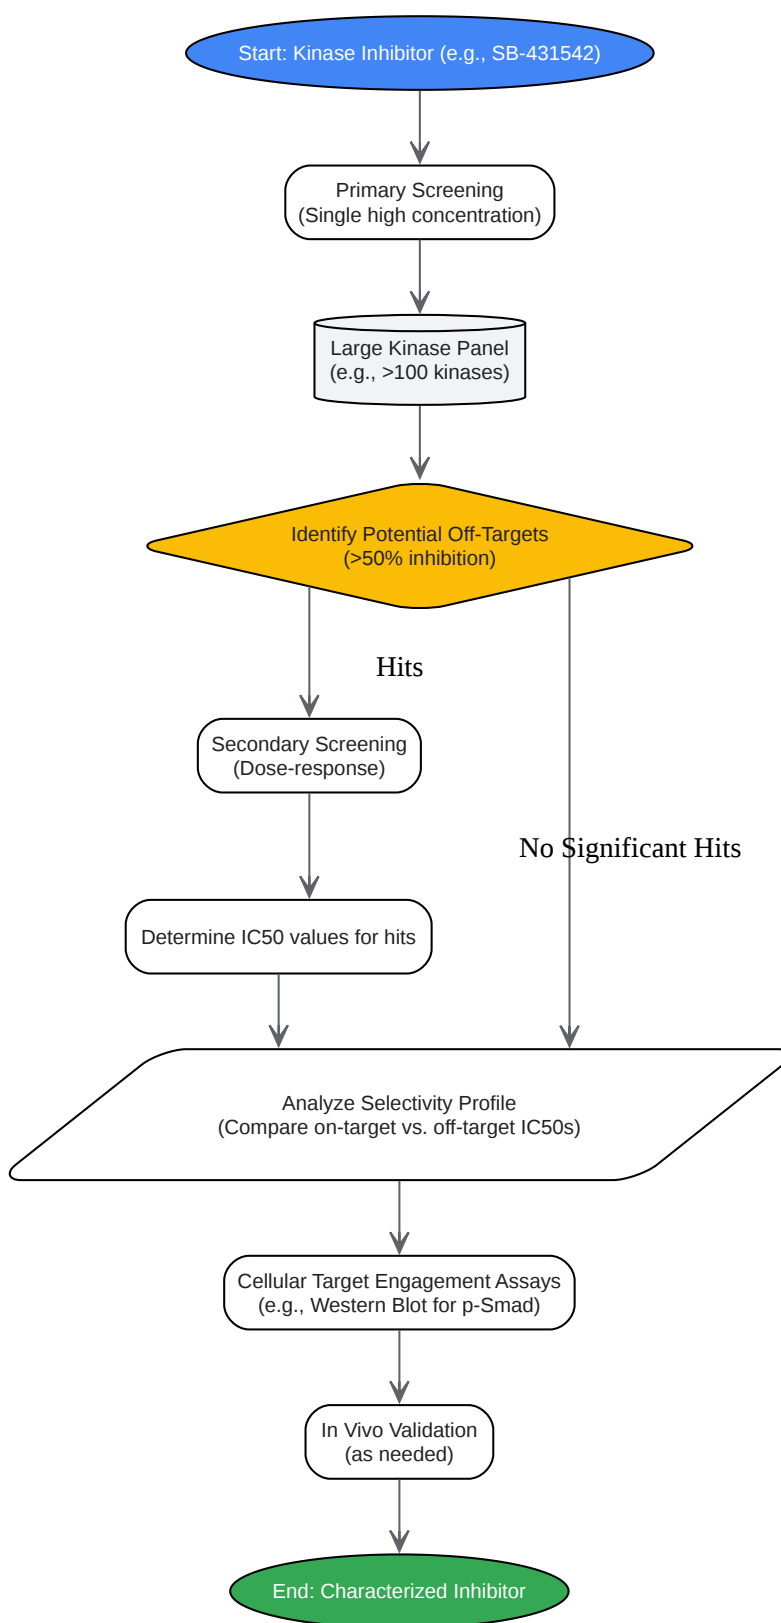 Start: Kinase Inhibitor (e.g., SB-431542)
Primary Screening
(Single high concentration)
Large Kinase Panel
(e.g., >100 kinases)
Identify Potential Off-Targets
(>50% inhibition)
Hits
Secondary Screening
(Dose-response)
No Significant Hits
Determine IC50 values for hits
Analyze Selectivity Profile
(Compare on-target vs. off-target IC50s)
Cellular Target Engagement Assays
(e.g., Western Blot for p-Smad)
In Vivo Validation
(as needed)
End: Characterized Inhibitor